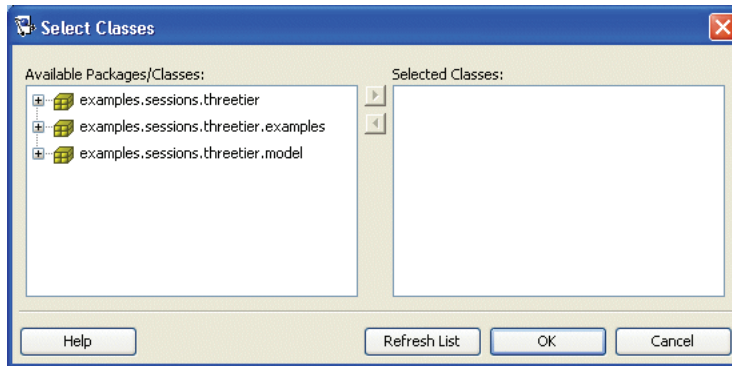 Select Classes
Available Packages/Classes:
Selected Classes:
examples.sessions.threetier
examples.sessions.threetier.examples
examples.sessions.threetier.model
Help
Refresh List
OK
Cancel